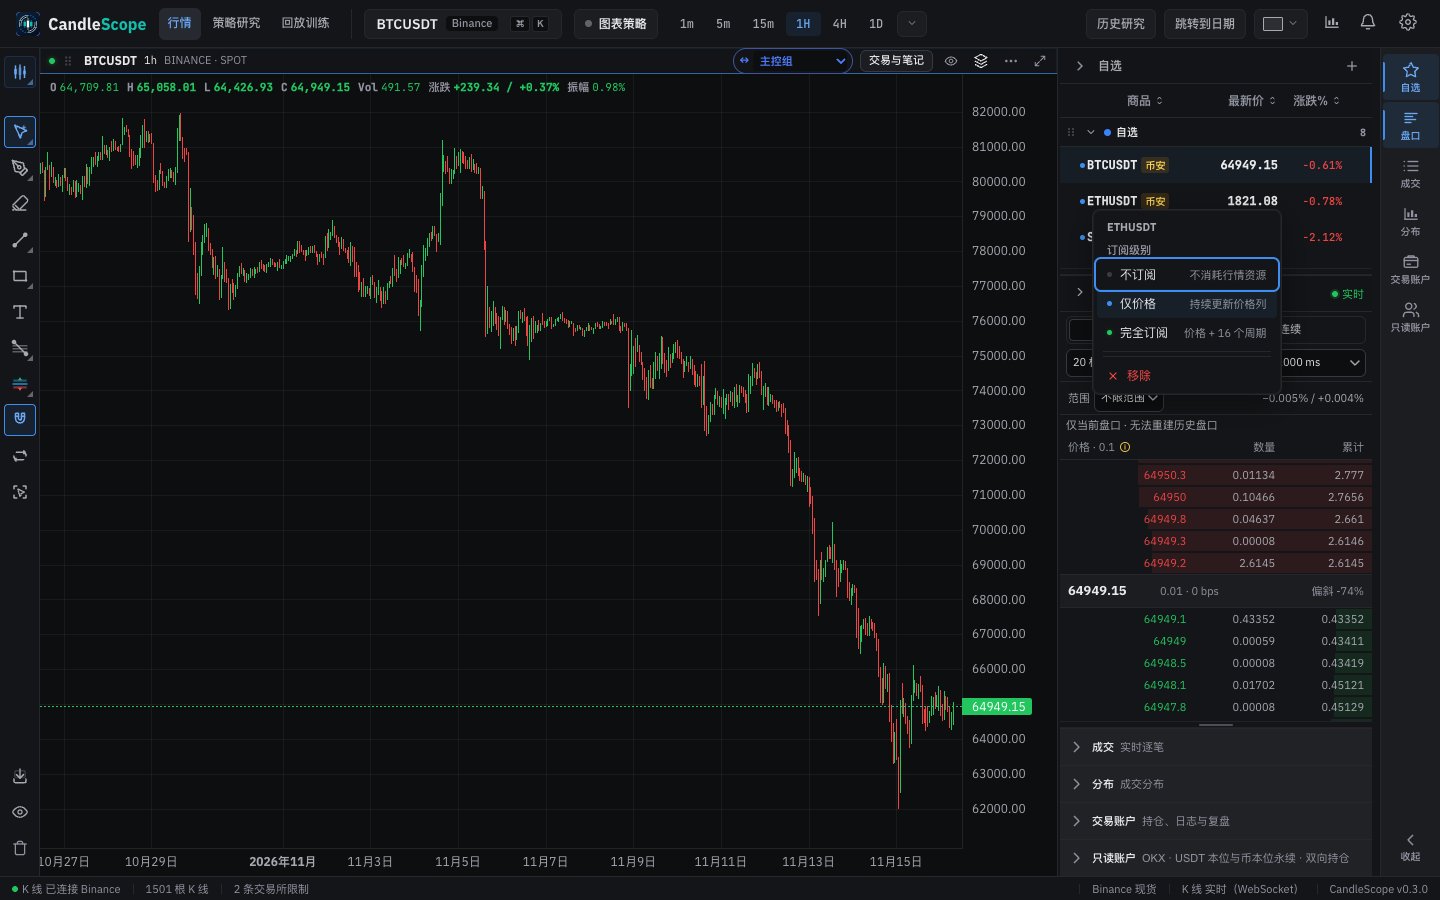 CandleScope 行情 策略研究 回放训练 BTCUSDT Binance ⌘ K 图表策略 1m 5m 15m 1H 4H 1D 历史研究 跳转到日期
BTCUSDT 1h BINANCE · SPOT 主控组 交易与笔记
O 64,709.81 H 65,058.01 L 64,426.93 C 64,949.15 Vol 491.57 涨跌 +239.34 / +0.37% 振幅 0.98%
82000.00
81000.00
80000.00
79000.00
78000.00
77000.00
76000.00
75000.00
74000.00
73000.00
72000.00
71000.00
70000.00
69000.00
68000.00
67000.00
66000.00
64949.15
64000.00
63000.00
62000.00
10月27日 10月29日 2026年11月 11月3日 11月5日 11月7日 11月9日 11月11日 11月13日 11月15日
自选
商品 最新价 涨跌%
自选 8
BTCUSDT 币安 64949.15 -0.61%
ETHUSDT 币安 1821.08 -0.78%
-2.12%
ETHUSDT
订阅级别
不订阅 不消耗行情资源
仅价格 持续更新价格列
完全订阅 价格 + 16 个周期
移除
实时
连续
20 000 ms
范围 不限范围 −0.005% / +0.004%
仅当前盘口 · 无法重建历史盘口
价格 · 0.1 数量 累计
64950.3 0.01134 2.777
64950 0.10466 2.7656
64949.8 0.04637 2.661
64949.3 0.00008 2.6146
64949.2 2.6145 2.6145
64949.15 0.01 · 0 bps 偏斜 -74%
64949.1 0.43352 0.43352
64949 0.00059 0.43411
64948.5 0.00008 0.43419
64948.1 0.01702 0.45121
64947.8 0.00008 0.45129
成交 实时逐笔
分布 成交分布
交易账户 持仓、日志与复盘
只读账户 OKX · USDT 本位与币本位永续 · 双向持仓
自选
盘口
成交
分布
交易账户
只读账户
收起
K 线 已连接 Binance 1501 根 K 线 2 条交易所限制 Binance 现货 K 线 实时（WebSocket） CandleScope v0.3.0